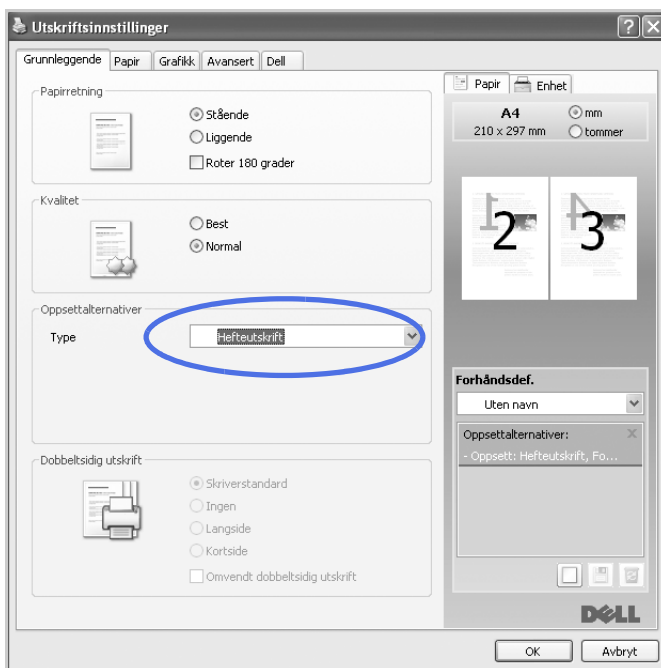 Utskriftsinnstillinger
Grunnleggende Papir Grafikk Avansert Dell
Papirretning
Stående
Liggende
Roter 180 grader
Kvalitet
Best
Normal
Oppsettalternativer
Type Hefteutskrift
Dobbeltsidig utskrift
Skriverstandard
Ingen
Langside
Kortside
Omvendt dobbeltsidig utskrift
Papir Enhet
A4 mm
210 x 297 mm tommer
1 2 4 3
Forhåndsdef.
Uten navn
Oppsettalternativer:
- Oppsett: Hefteutskrift, Fo...
DELL
OK Avbryt